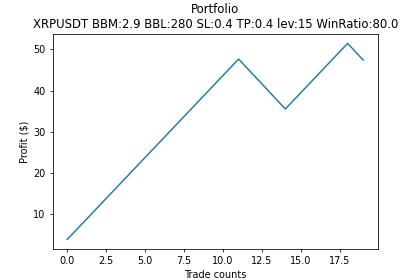 Portfolio
XRPUSDT BBM:2.9 BBL:280 SL:0.4 TP:0.4 lev:15 WinRatio:80.0
50
40
30
20
10
Profit ($)
0.0 2.5 5.0 7.5 10.0 12.5 15.0 17.5
Trade counts